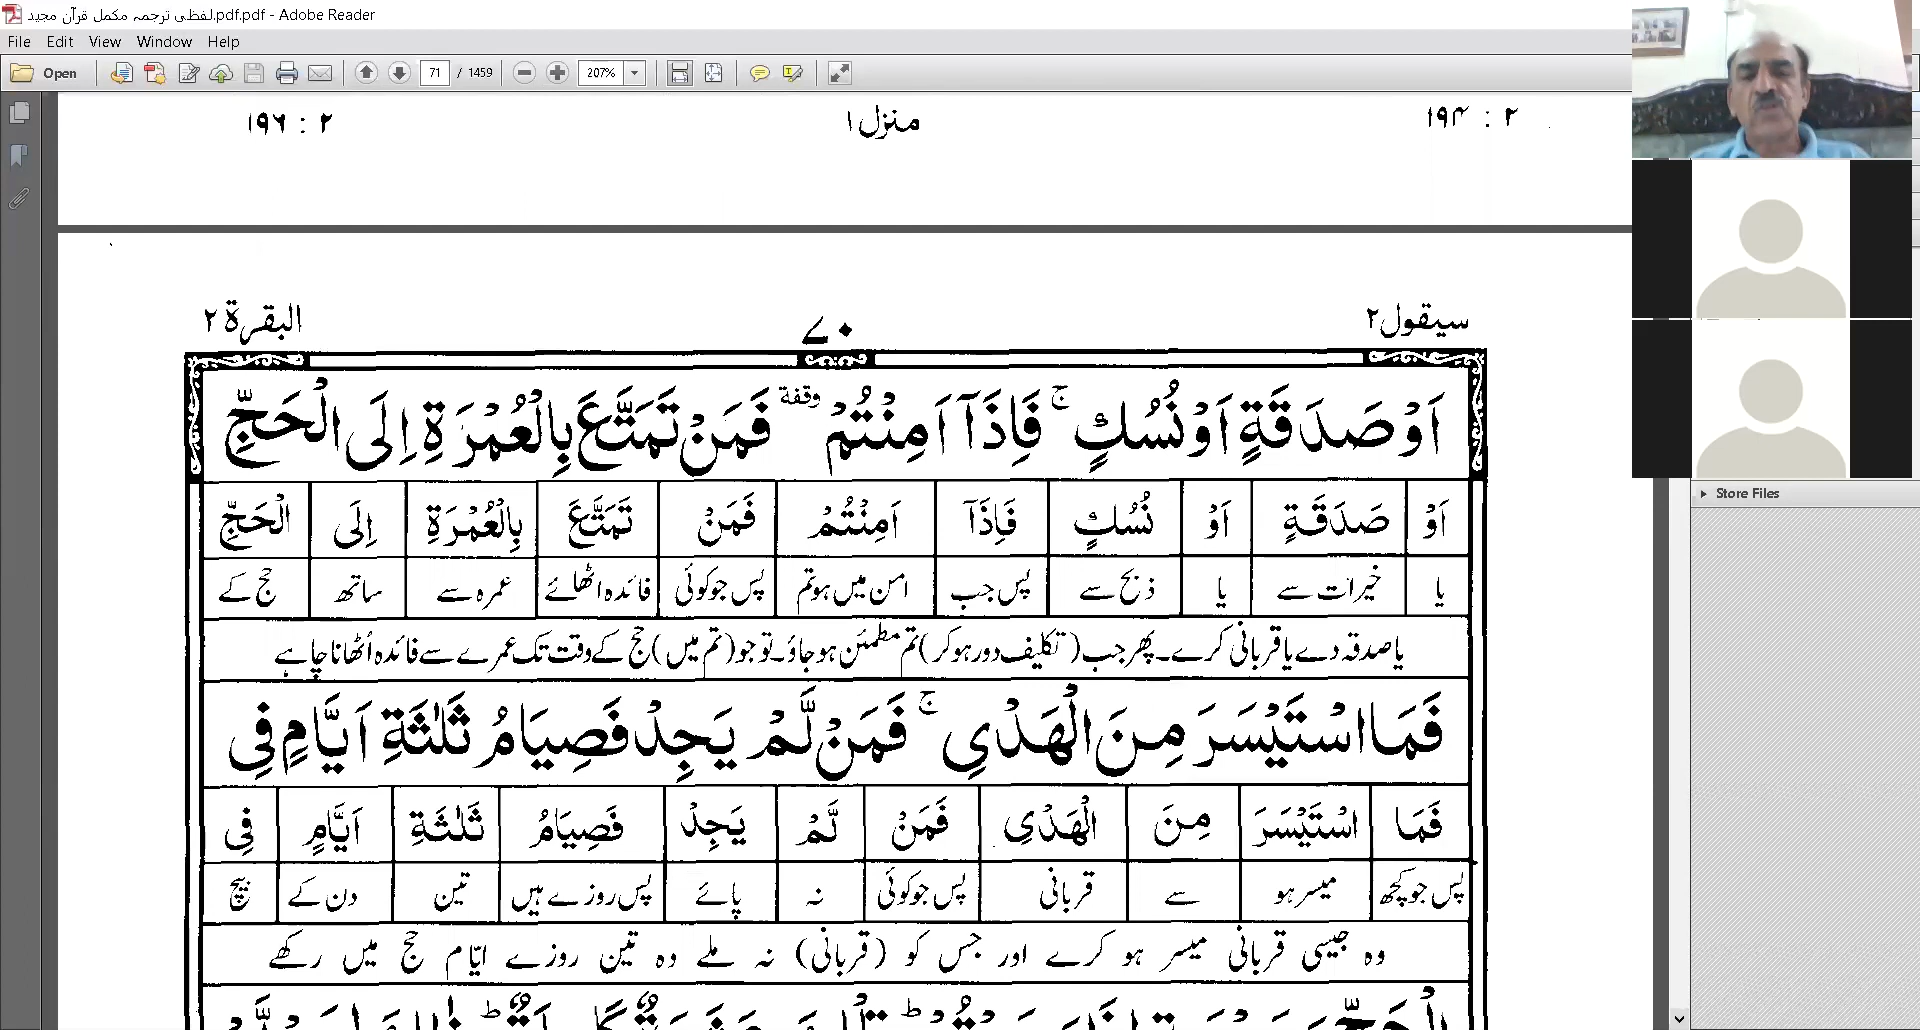 لفظی ترجمہ مکمل قرآن مجید.pdf.pdf - Adobe Reader
File Edit View Window Help
Open 71 / 1459 207%
۲ : ۱۹۴ منزل ۱ ۲ : ۱۹۶
سیقول ۲ ۷۰ البقرة ۲
اَوْ صَدَقَةٍ اَوْ نُسُكٍ ۚ فَاِذَآ اَمِنْتُمْ ۥ وقفة فَمَنْ تَمَتَّعَ بِالْعُمْرَةِ اِلَى الْحَجِّ
اَوْ صَدَقَةٍ اَوْ نُسُكٍ فَاِذَآ اَمِنْتُمْ فَمَنْ تَمَتَّعَ بِالْعُمْرَةِ اِلَى الْحَجِّ
یا خیرات سے یا ذبح سے پس جب امن میں ہو تم پس جو کوئی فائدہ اٹھائے عمرہ سے ساتھ حج کے
یا صدقہ دے یا قربانی کرے۔ پھر جب (تکلیف دور ہو کر) تم مطمئن ہو جاؤ۔ تو جو (تم میں) حج کے وقت تک عمرے سے فائدہ اُٹھانا چاہے
فَمَا اسْتَيْسَرَ مِنَ الْهَدْيِ ۚ فَمَنْ لَّمْ يَجِدْ فَصِيَامُ ثَلٰثَةِ اَيَّامٍ فِى
فَمَا اسْتَيْسَرَ مِنَ الْهَدْىِ فَمَنْ لَّمْ يَجِدْ فَصِيَامُ ثَلٰثَةِ اَيَّامٍ فِى
پس جو کچھ میسر ہو سے قربانی پس جو کوئی نہ پائے پس روزے ہیں تین دن کے بیچ
وہ جیسی قربانی میسر ہو کرے اور جس کو (قربانی) نہ ملے وہ تین روزے ایّام حج میں رکھے
Store Files